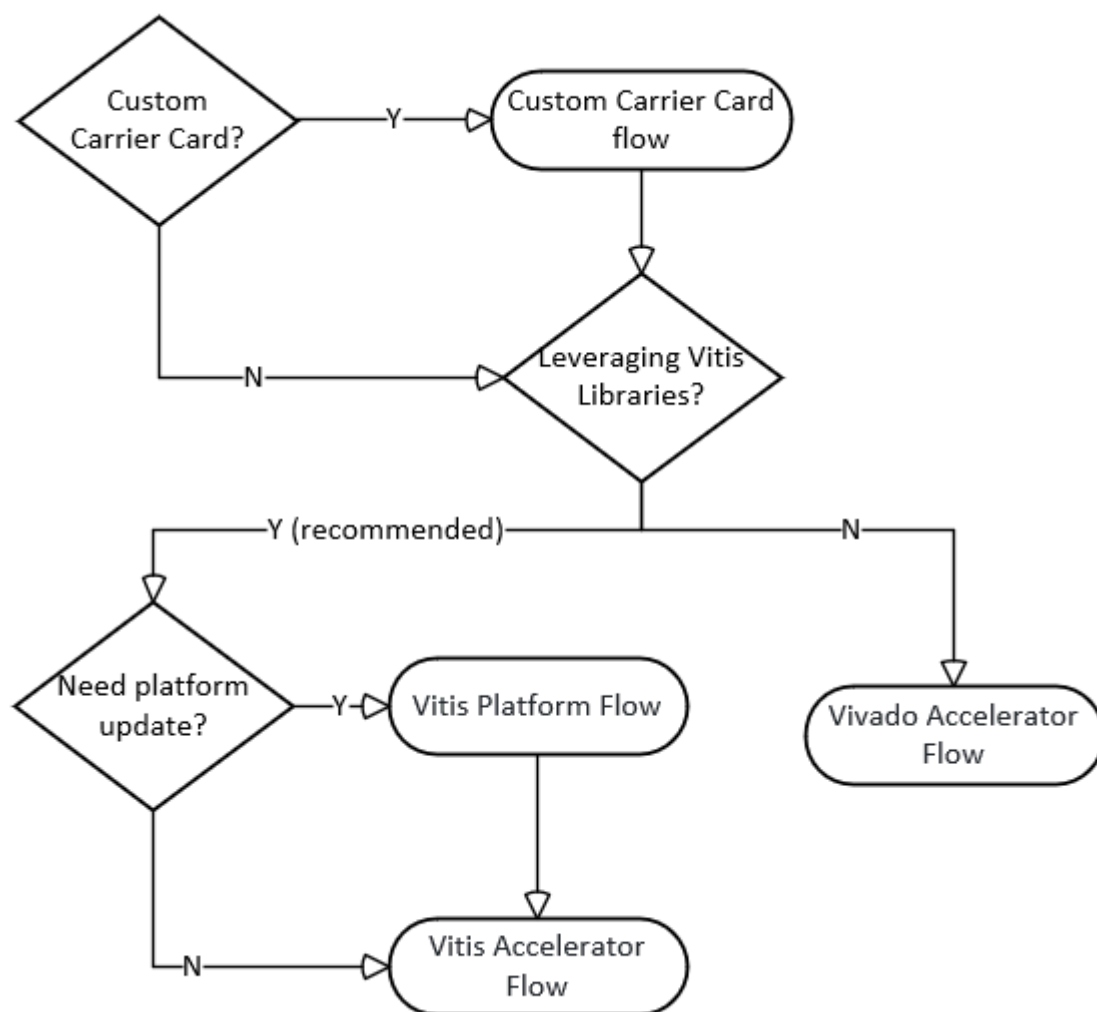 Custom
Carrier Card?
Y
Custom Carrier Card
flow
N
Leveraging Vitis
Libraries?
Y (recommended)
N
Need platform
update?
Y
Vitis Platform Flow
Vivado Accelerator
Flow
N
Vitis Accelerator
Flow